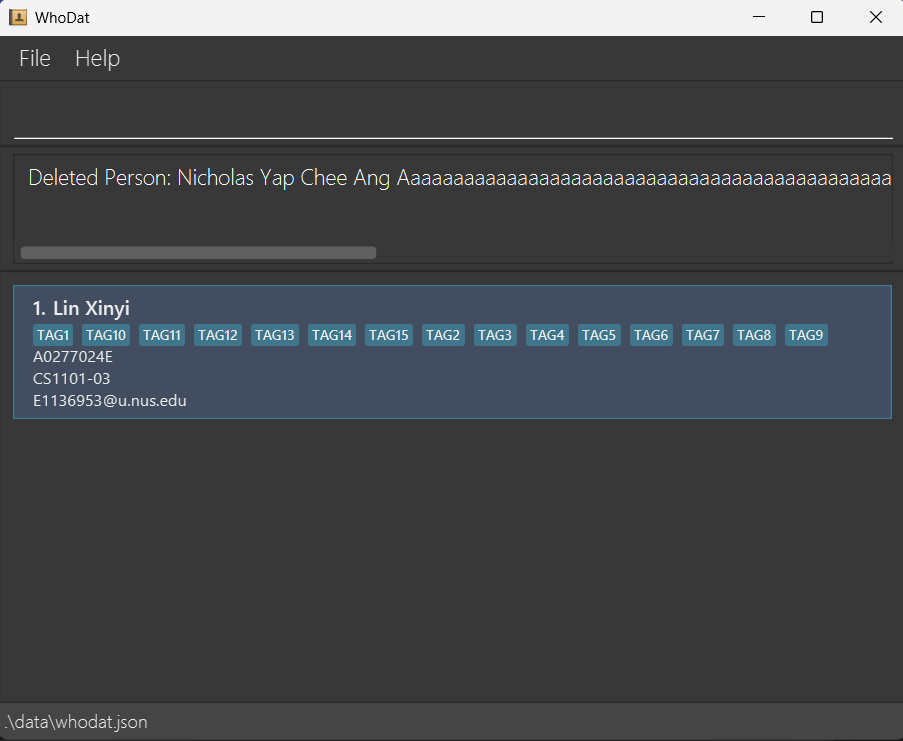 WhoDat
File Help
Deleted Person: Nicholas Yap Chee Ang Aaaaaaaaaaaaaaaaaaaaaaaaaaaaaaaaaaaaaaaaaaaaaa
1. Lin Xinyi
TAG1 TAG10 TAG11 TAG12 TAG13 TAG14 TAG15 TAG2 TAG3 TAG4 TAG5 TAG6 TAG7 TAG8 TAG9
A0277024E
CS1101-03
E1136953@u.nus.edu
.\data\whodat.json